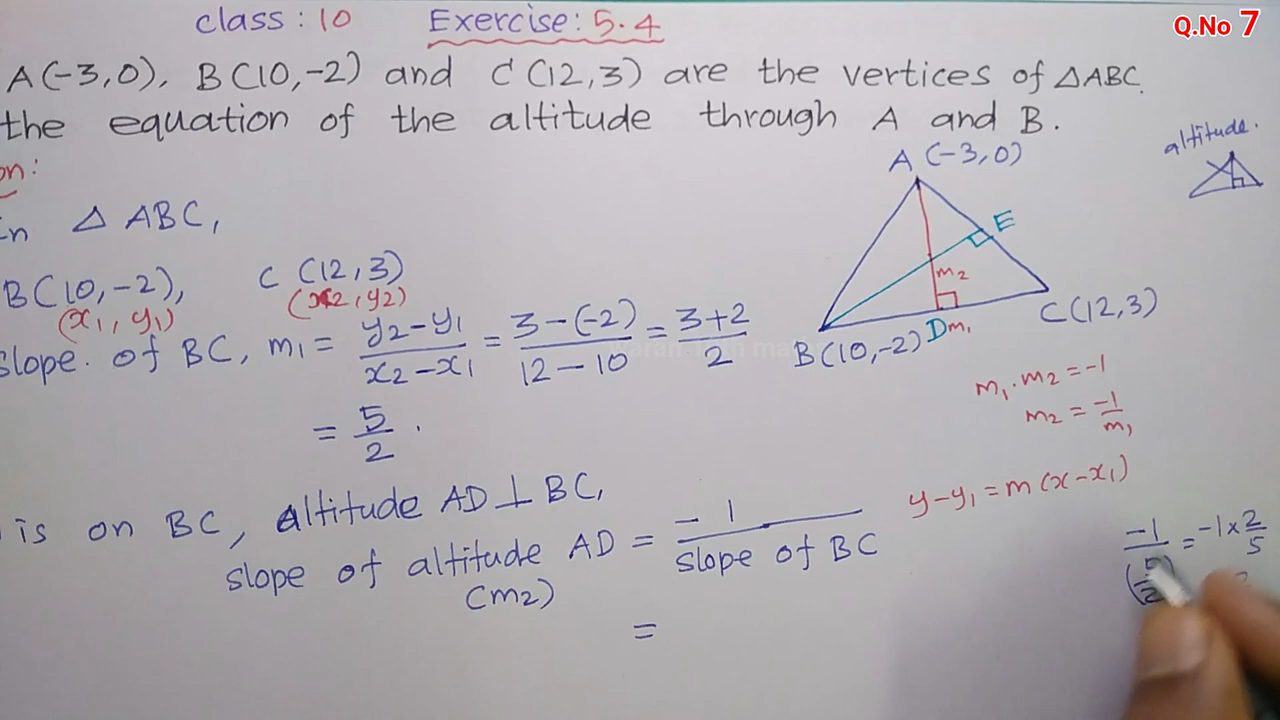 class : 10 Exercise: 5.4
Q.No 7
A(-3,0), B(10,-2) and C(12,3) are the vertices of △ABC.
the equation of the altitude through A and B.
on:
In △ ABC,
B(10,-2), C (12,3)
(x1, y1) (x2, y2)
slope. of BC, m1 = y2-y1 / x2-x1 = 3-(-2) / 12-10 = 3+2 / 2
= 5/2 .
is on BC, altitude AD ⊥ BC,
slope of altitude AD = -1 / slope of BC
(m2)
=
altitude.
A (-3,0)
E
m2
B(10,-2) D m1 C(12,3)
m1.m2 = -1
m2 = -1/m1
y-y1 = m(x-x1)
-1 / (5/2) = -1 x 2/5